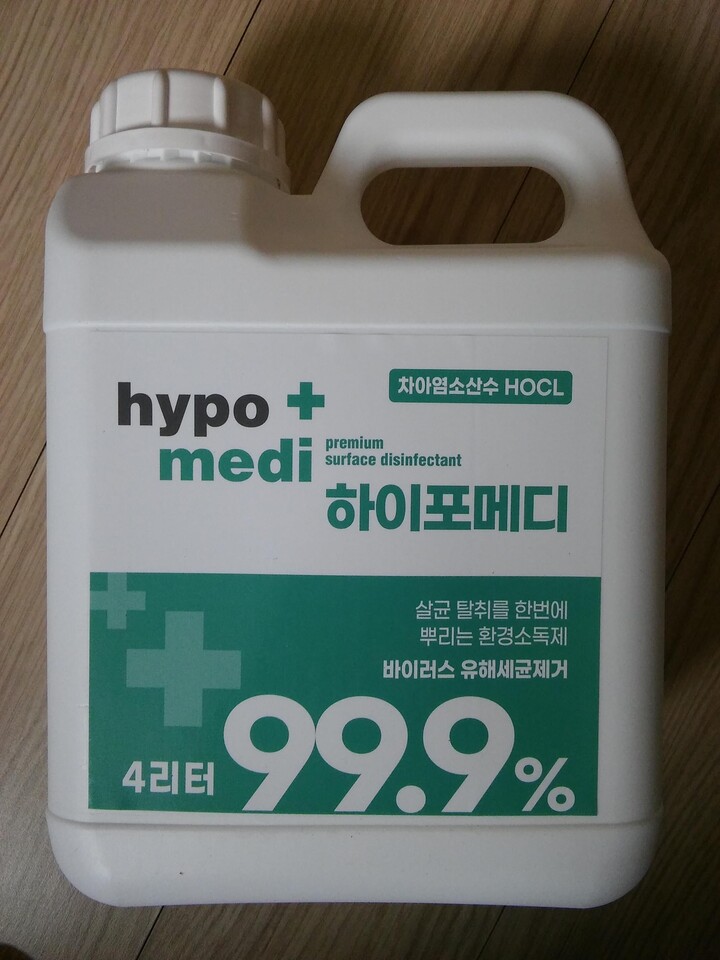 차아염소산수 HOCL
hypo +
medi
premium
surface disinfectant
하이포메디
살균 탈취를 한번에
뿌리는 환경소독제
바이러스 유해세균제거
4리터 99.9%